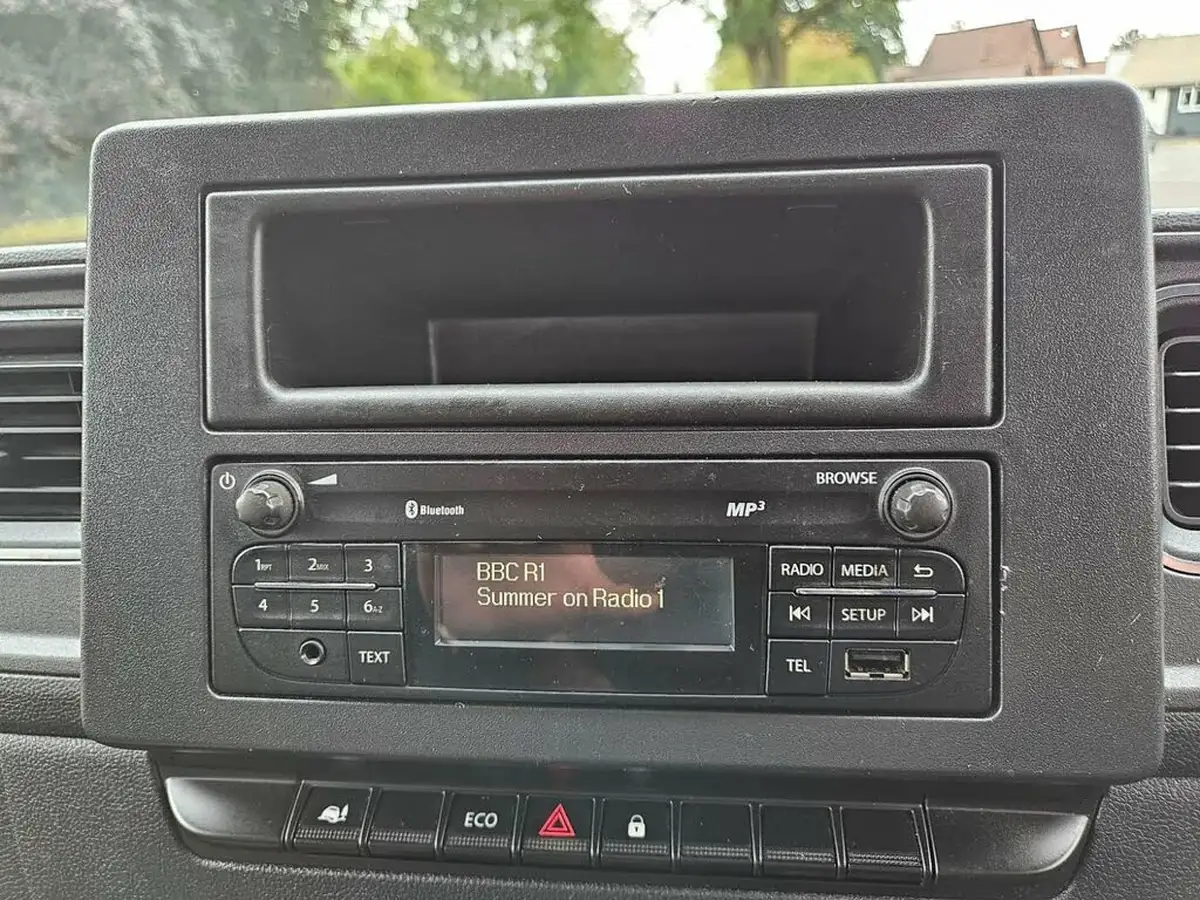 BROWSE
Bluetooth
MP3
1RPT
2MIX
3
BBC R1
Summer on Radio 1
RADIO
MEDIA
4
5
6A-Z
SETUP
TEXT
TEL
ECO